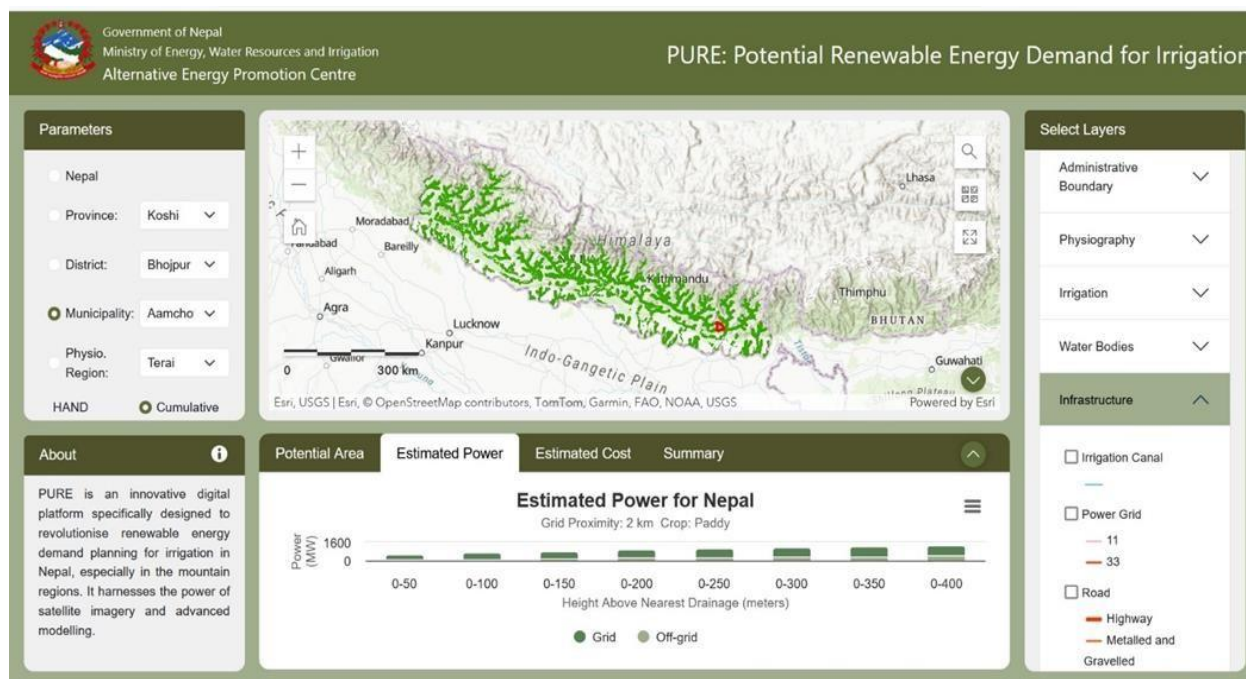 Government of Nepal
Ministry of Energy, Water Resources and Irrigation
Alternative Energy Promotion Centre
PURE: Potential Renewable Energy Demand for Irrigation
Parameters
Nepal
Province: Koshi
District: Bhojpur
Municipality: Aamcho
Physio.
Region: Terai
HAND Cumulative
About
PURE is an innovative digital
platform specifically designed to
revolutionise renewable energy
demand planning for irrigation in
Nepal, especially in the mountain
regions. It harnesses the power of
satellite imagery and advanced
modelling.
Lhasa
Moradabad
Bareilly
Himalaya
Kathmandu
Aligarh
Thimphu
Agra
BHUTAN
Lucknow
Kanpur
Indo-Gangetic Plain
Tista
Gwalior
Guwahati
0 300 km
Esri, USGS | Esri, © OpenStreetMap contributors, TomTom, Garmin, FAO, NOAA, USGS
Powered by Esri
Potential Area Estimated Power Estimated Cost Summary
Estimated Power for Nepal
Grid Proximity: 2 km Crop: Paddy
Power
(MW)
1600
0
0-50 0-100 0-150 0-200 0-250 0-300 0-350 0-400
Height Above Nearest Drainage (meters)
Grid Off-grid
Select Layers
Administrative
Boundary
Physiography
Irrigation
Water Bodies
Infrastructure
Irrigation Canal
Power Grid
11
33
Road
Highway
Metalled and
Gravelled